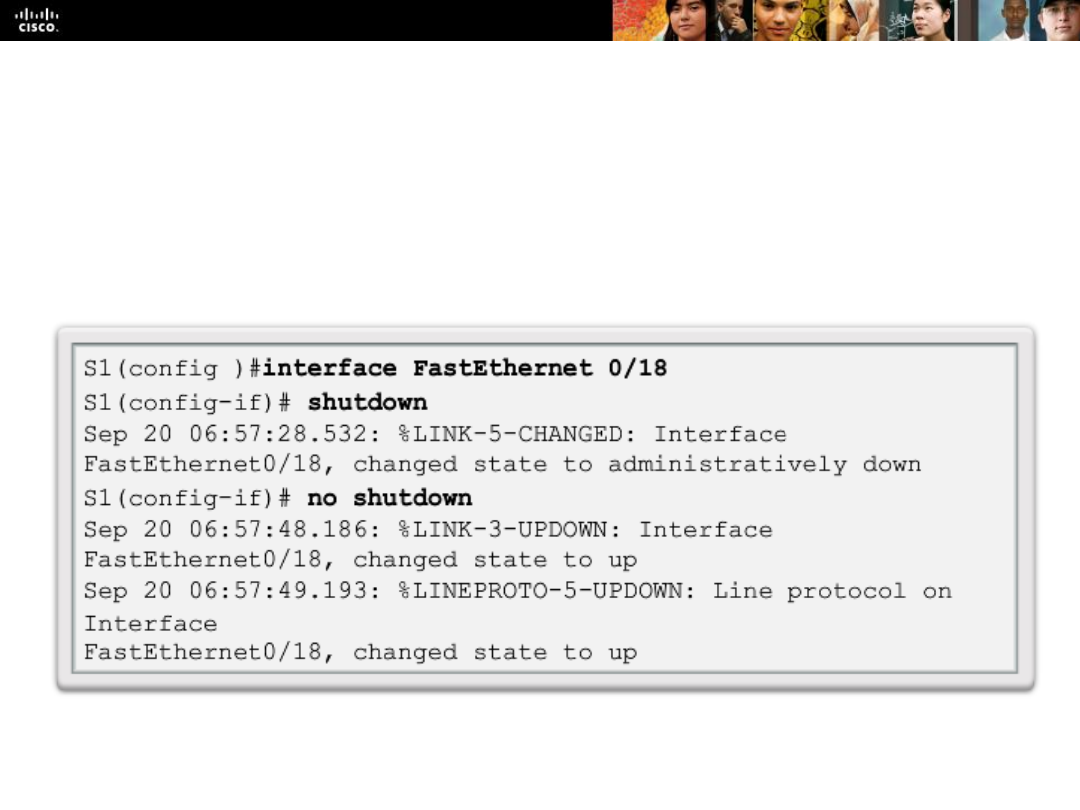 CISCO.
S1(config )#interface FastEthernet 0/18
S1(config-if)# shutdown
Sep 20 06:57:28.532: %LINK-5-CHANGED: Interface
FastEthernet0/18, changed state to administratively down
S1(config-if)# no shutdown
Sep 20 06:57:48.186: %LINK-3-UPDOWN: Interface
FastEthernet0/18, changed state to up
Sep 20 06:57:49.193: %LINEPROTO-5-UPDOWN: Line protocol on
Interface
FastEthernet0/18, changed state to up